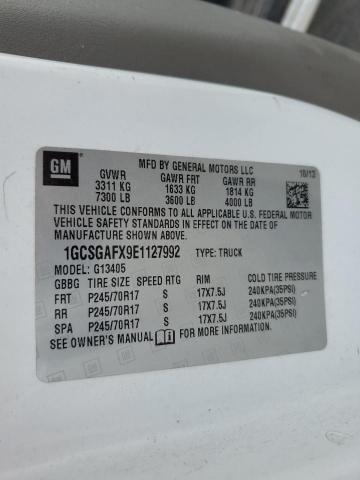 GM
MFD BY GENERAL MOTORS LLC 10/13
GVWR GAWR FRT GAWR RR
3311 KG 1633 KG 1814 KG
7300 LB 3600 LB 4000 LB
THIS VEHICLE CONFORMS TO ALL APPLICABLE U.S. FEDERAL MOTOR
VEHICLE SAFETY STANDARDS IN EFFECT ON THE DATE OF
MANUFACTURE SHOWN ABOVE.
1GCSGAFX9E1127992 TYPE: TRUCK
MODEL: G13405
GBBG TIRE SIZE SPEED RTG RIM COLD TIRE PRESSURE
FRT P245/70R17 S 17X7.5J 240KPA(35PSI)
RR P245/70R17 S 17X7.5J 240KPA(35PSI)
SPA P245/70R17 S 17X7.5J 240KPA(35PSI)
SEE OWNER'S MANUAL FOR MORE INFORMATION.